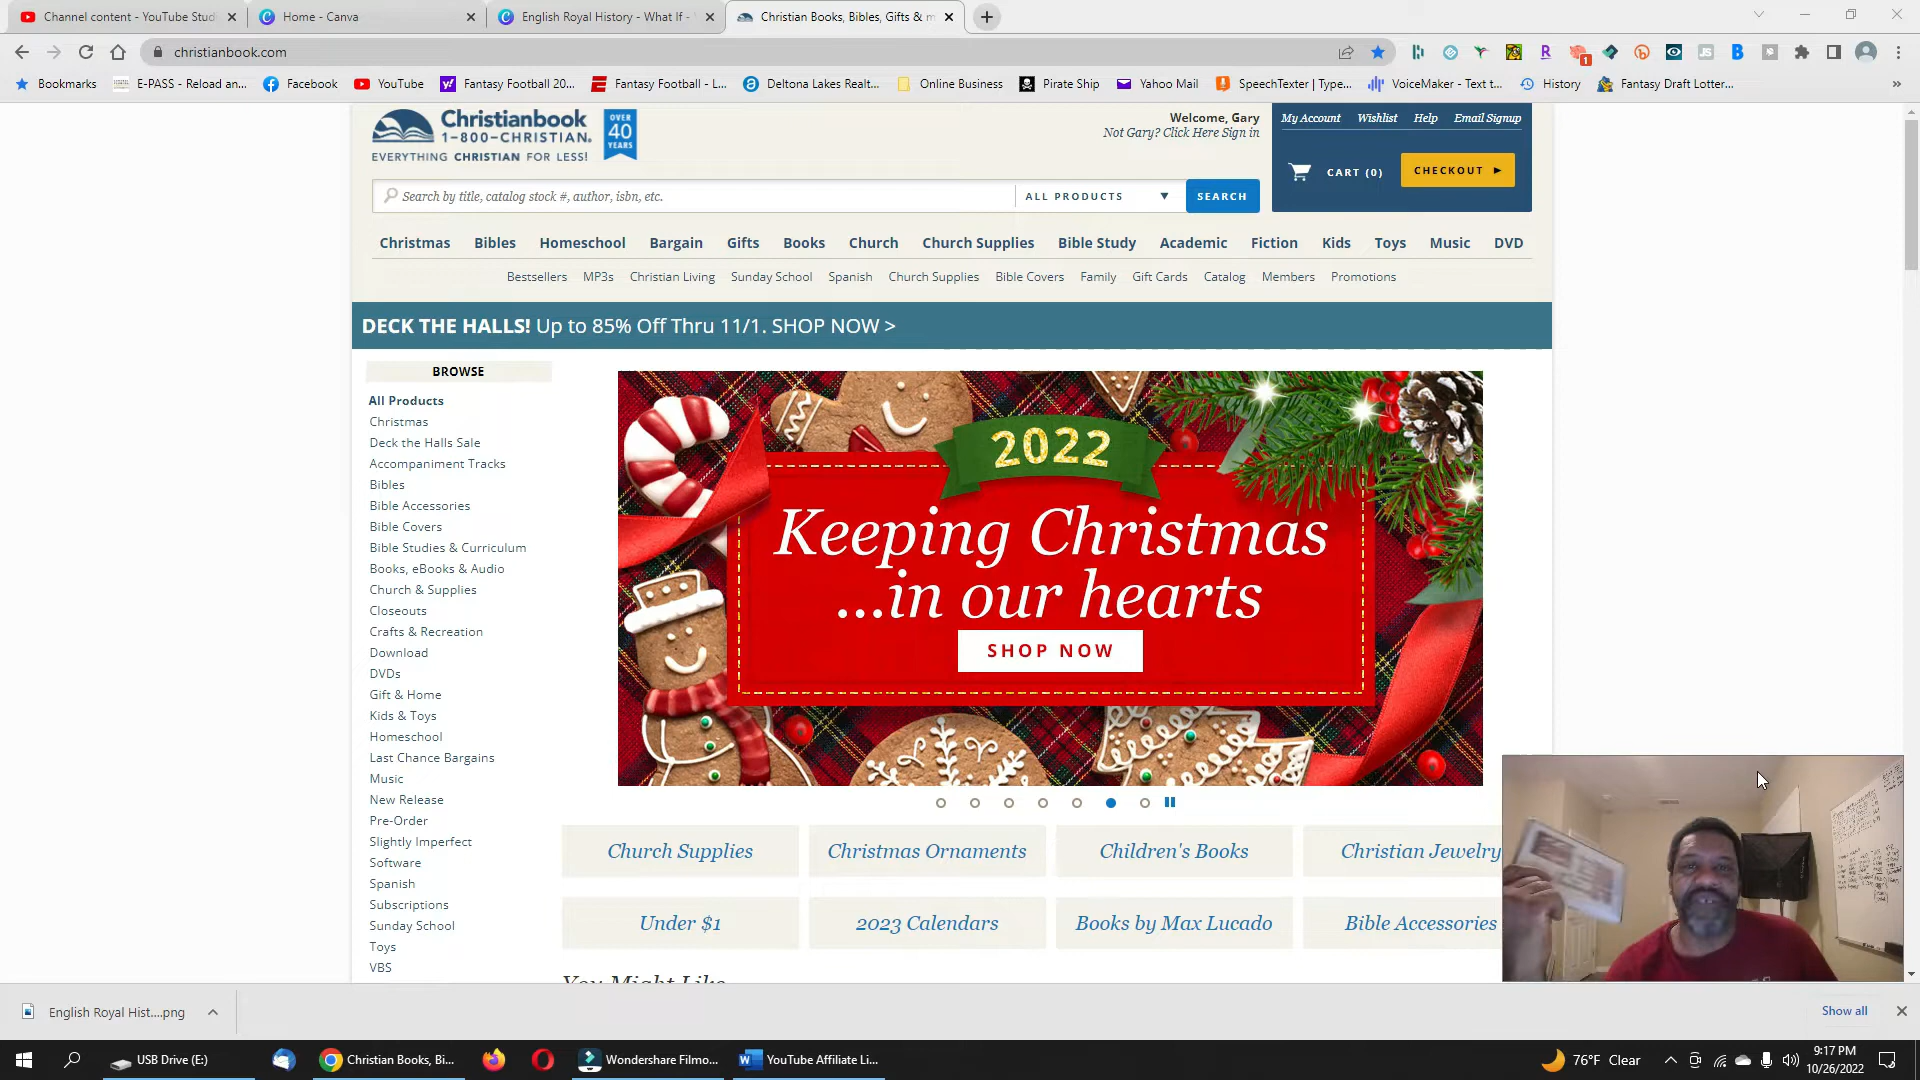 Channel content - YouTube Stud
Home - Canva
English Royal History - What If -
Christian Books, Bibles, Gifts & m
christianbook.com
1
Bookmarks
E-PASS - Reload an...
Facebook
YouTube
Fantasy Football 20...
Fantasy Football - L...
Deltona Lakes Realt...
Online Business
Pirate Ship
Yahoo Mail
SpeechTexter | Type...
VoiceMaker - Text t...
History
Fantasy Draft Lotter...
»
Christianbook
1-800-CHRISTIAN.
EVERYTHING CHRISTIAN FOR LESS!
OVER
40
YEARS
Welcome, Gary
Not Gary? Click Here Sign in
My Account Wishlist Help Email Signup
CART (0)
CHECKOUT
Search by title, catalog stock #, author, isbn, etc.
ALL PRODUCTS
SEARCH
Christmas Bibles Homeschool Bargain Gifts Books Church Church Supplies Bible Study Academic Fiction Kids Toys Music DVD
Bestsellers MP3s Christian Living Sunday School Spanish Church Supplies Bible Covers Family Gift Cards Catalog Members Promotions
DECK THE HALLS! Up to 85% Off Thru 11/1. SHOP NOW >
BROWSE
All Products
Christmas
Deck the Halls Sale
Accompaniment Tracks
Bibles
Bible Accessories
Bible Covers
Bible Studies & Curriculum
Books, eBooks & Audio
Church & Supplies
Closeouts
Crafts & Recreation
Download
DVDs
Gift & Home
Kids & Toys
Homeschool
Last Chance Bargains
Music
New Release
Pre-Order
Slightly Imperfect
Software
Spanish
Subscriptions
Sunday School
Toys
VBS
2022
Keeping Christmas
...in our hearts
SHOP NOW
Church Supplies
Christmas Ornaments
Children's Books
Christian Jewelry
Under $1
2023 Calendars
Books by Max Lucado
Bible Accessories
You Might Like
English Royal Hist....png
Show all
USB Drive (E:)
Christian Books, Bi...
Wondershare Filmo...
YouTube Affiliate Li...
76°F Clear
9:17 PM
10/26/2022